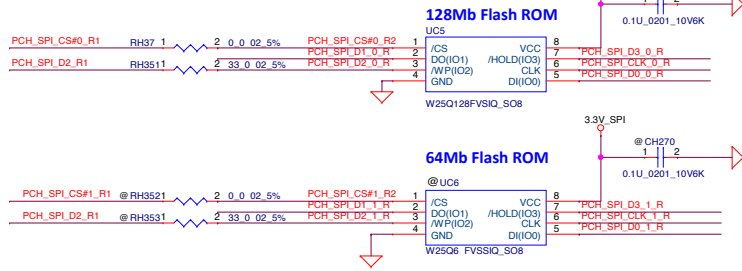 128Mb Flash ROM
0.1U_0201_10V6K
UC5
PCH_SPI_CS#0_R1 RH37 1 2 0_0 02_5% PCH_SPI_CS#0_R2 1 /CS VCC 8
PCH_SPI_D1_0_R 2 DO(IO1) /HOLD(IO3) 7 PCH_SPI_D3_0_R
PCH_SPI_D2_R1 RH351 1 2 33_0 02_5% PCH_SPI_D2_0_R 3 /WP(IO2) CLK 6 PCH_SPI_CLK_0_R
4 GND DI(IO0) 5 PCH_SPI_D0_0_R
W25Q128FVSIQ_SO8
3.3V_SPI
@ CH270
1 2
64Mb Flash ROM
0.1U_0201_10V6K
@ UC6
PCH_SPI_CS#1_R1 @ RH352 1 2 0_0 02_5% PCH_SPI_CS#1_R2 1 /CS VCC 8
PCH_SPI_D1_1_R 2 DO(IO1) /HOLD(IO3) 7 PCH_SPI_D3_1_R
PCH_SPI_D2_R1 @ RH353 1 2 33_0 02_5% PCH_SPI_D2_1_R 3 /WP(IO2) CLK 6 PCH_SPI_CLK_1_R
4 GND DI(IO0) 5 PCH_SPI_D0_1_R
W25Q6 FVSSIQ_SO8